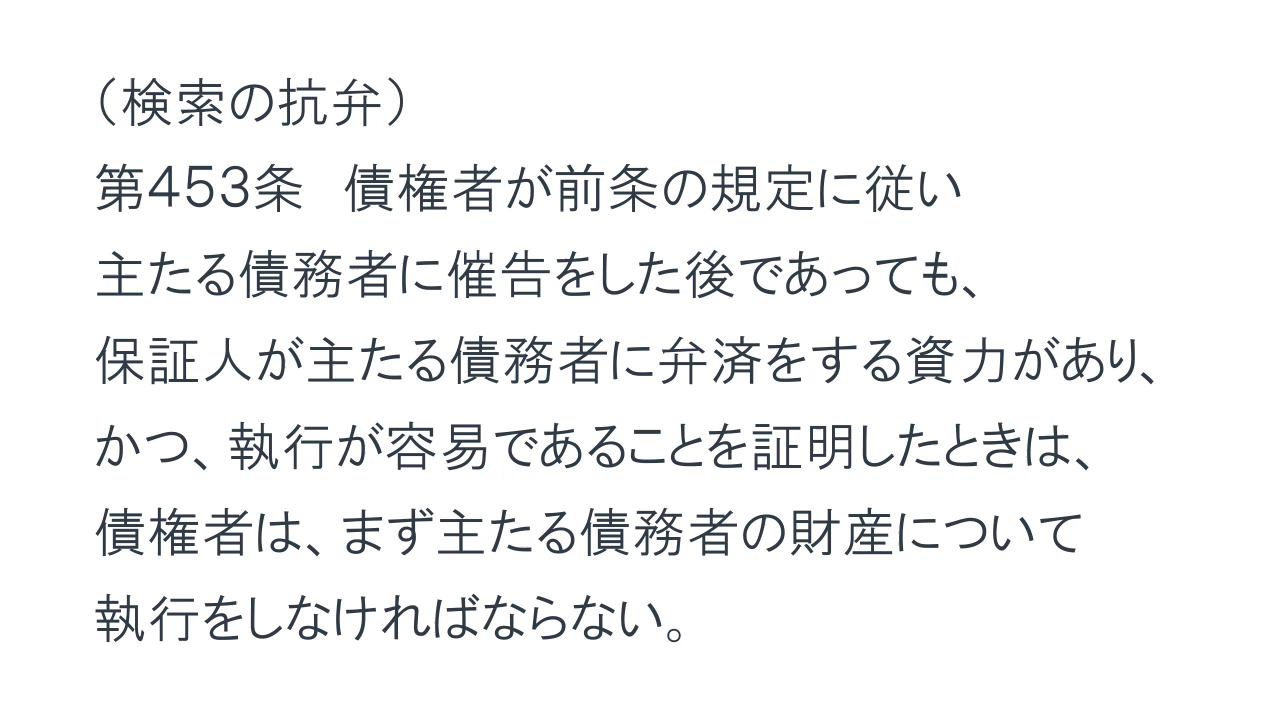 （検索の抗弁）
第453条　債権者が前条の規定に従い
主たる債務者に催告をした後であっても、
保証人が主たる債務者に弁済をする資力があり、
かつ、執行が容易であることを証明したときは、
債権者は、まず主たる債務者の財産について
執行をしなければならない。